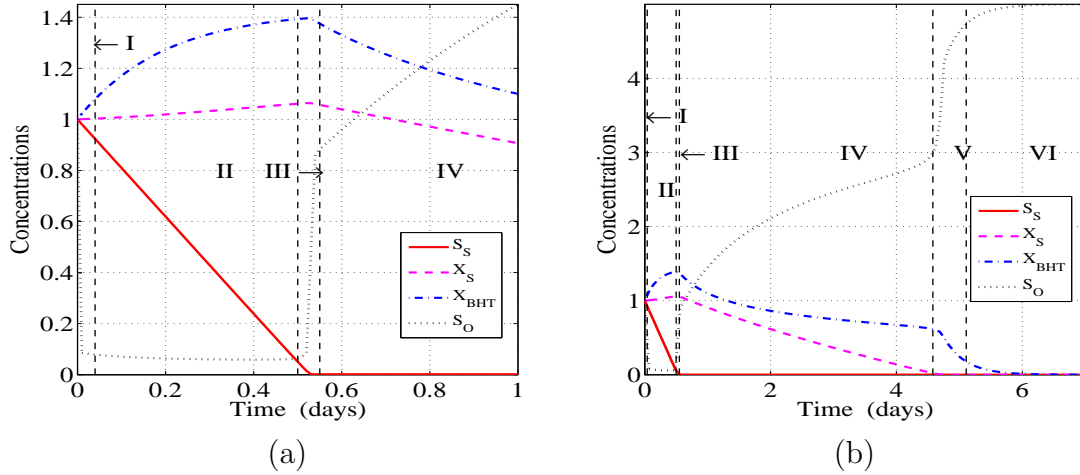 1.4
1.2
1
0.8
0.6
0.4
0.2
0
Concentrations
I
II
III
IV
S_S
X_S
X_BHT
S_O
0
0.2
0.4
0.6
0.8
1
Time (days)
(a)
4
3
2
1
0
Concentrations
I
III
II
IV
V
VI
S_S
X_S
X_BHT
S_O
0
2
4
6
Time (days)
(b)